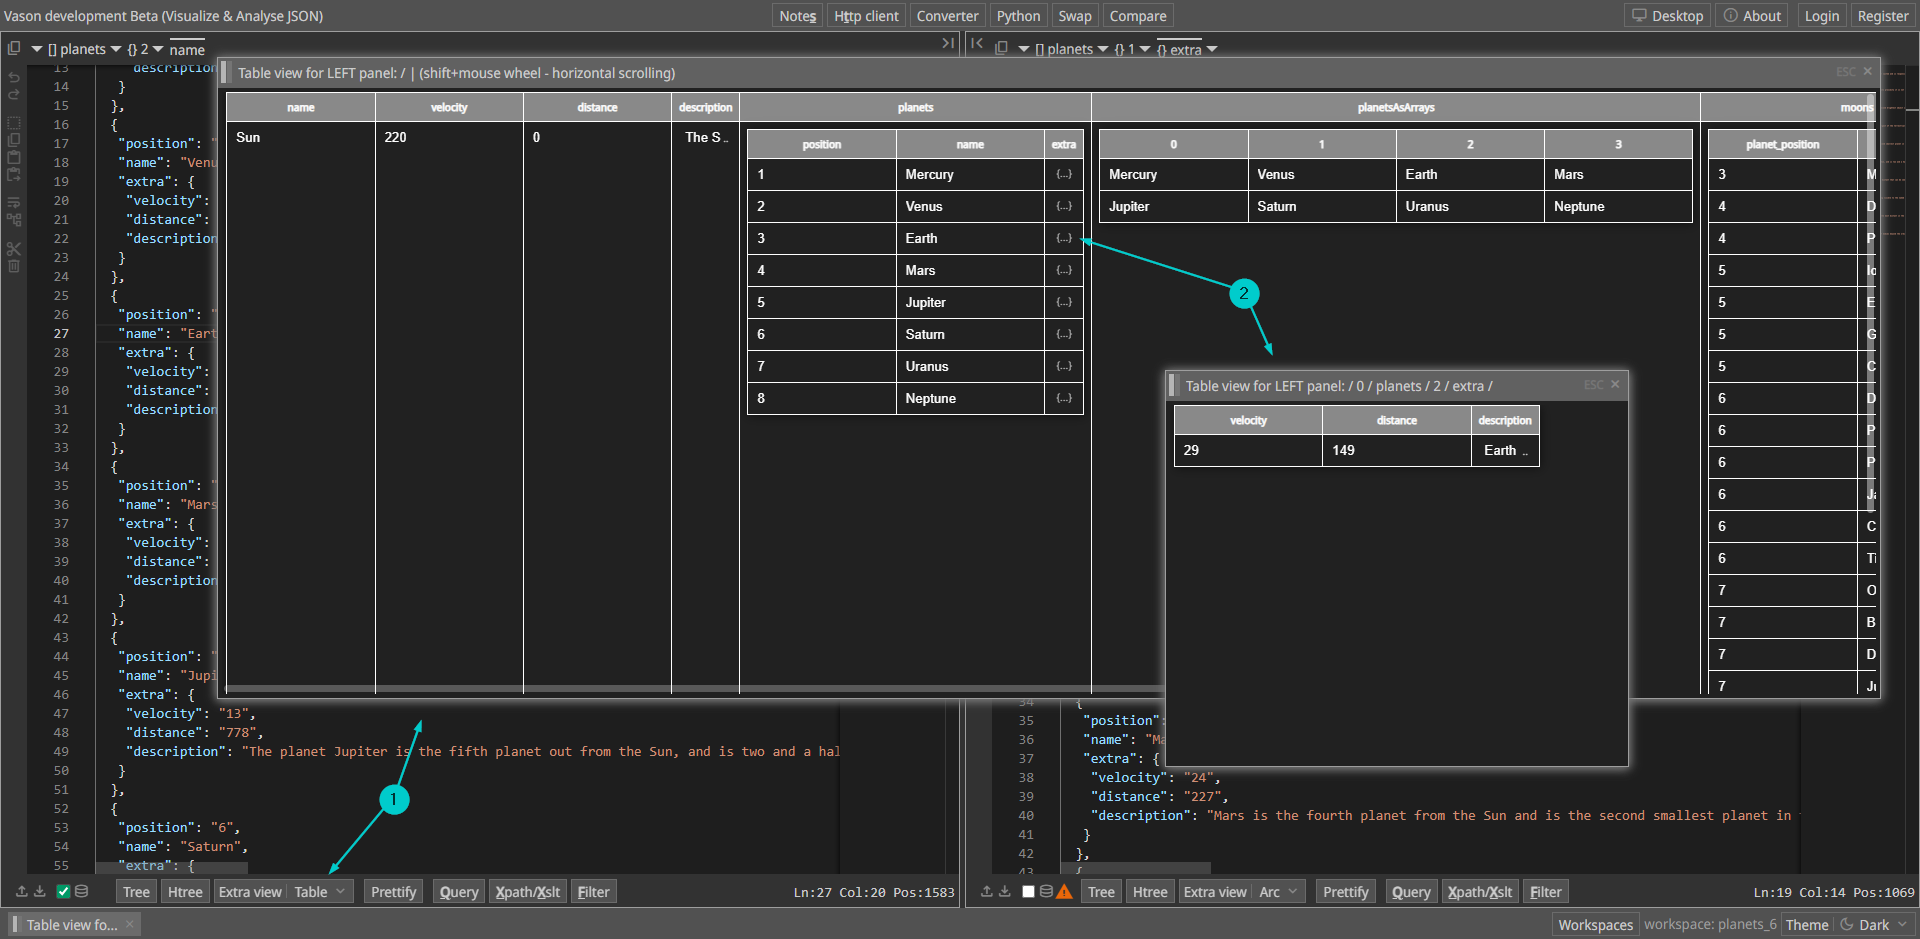 Vason development Beta (Visualize & Analyse JSON)
Notes Http client Converter Python Swap Compare
Desktop About Login Register
[] planets {} 2 name
[] planets {} 1 {} extra
Table view for LEFT panel: / | (shift+mouse wheel - horizontal scrolling)
ESC ×
name velocity distance description planets planetsAsArrays moons
Sun 220 0 The S ..
position name extra
1 Mercury {...}
2 Venus {...}
3 Earth {...}
4 Mars {...}
5 Jupiter {...}
6 Saturn {...}
7 Uranus {...}
8 Neptune {...}
0 1 2 3
Mercury Venus Earth Mars
Jupiter Saturn Uranus Neptune
planet_position
3 M
4 D
4 P
5 Io
5 E
5 G
5 C
6 D
6 P
6 P
6 Ja
6 C
6 Ti
7 O
7 B
7 D
7 Ju
2
Table view for LEFT panel: / 0 / planets / 2 / extra /
ESC ×
velocity distance description
29 149 Earth ..
13 "description
14 }
15 },
16 {
17 "position": "
18 "name": "Venu
19 "extra": {
20 "velocity":
21 "distance":
22 "description
23 }
24 },
25 {
26 "position": "
27 "name": "Eart
28 "extra": {
29 "velocity":
30 "distance":
31 "description
32 }
33 },
34 {
35 "position": "
36 "name": "Mars
37 "extra": {
38 "velocity":
39 "distance":
40 "description
41 }
42 },
43 {
44 "position": "
45 "name": "Jupi
46 "extra": {
47 "velocity": "13",
48 "distance": "778",
49 "description": "The planet Jupiter is the fifth planet out from the Sun, and is two and a hal
50 }
51 },
52 {
53 "position": "6",
54 "name": "Saturn",
55 "extra": {
1
34 {
35 "position":
36 "name": "Ma
37 "extra": {
38 "velocity": "24",
39 "distance": "227",
40 "description": "Mars is the fourth planet from the Sun and is the second smallest planet in
41 }
42 },
43 {
Tree Htree Extra view Table Prettify Query Xpath/Xslt Filter Ln:27 Col:20 Pos:1583
Tree Htree Extra view Arc Prettify Query Xpath/Xslt Filter Ln:19 Col:14 Pos:1069
Table view fo... ×
Workspaces workspace: planets_6 Theme Dark